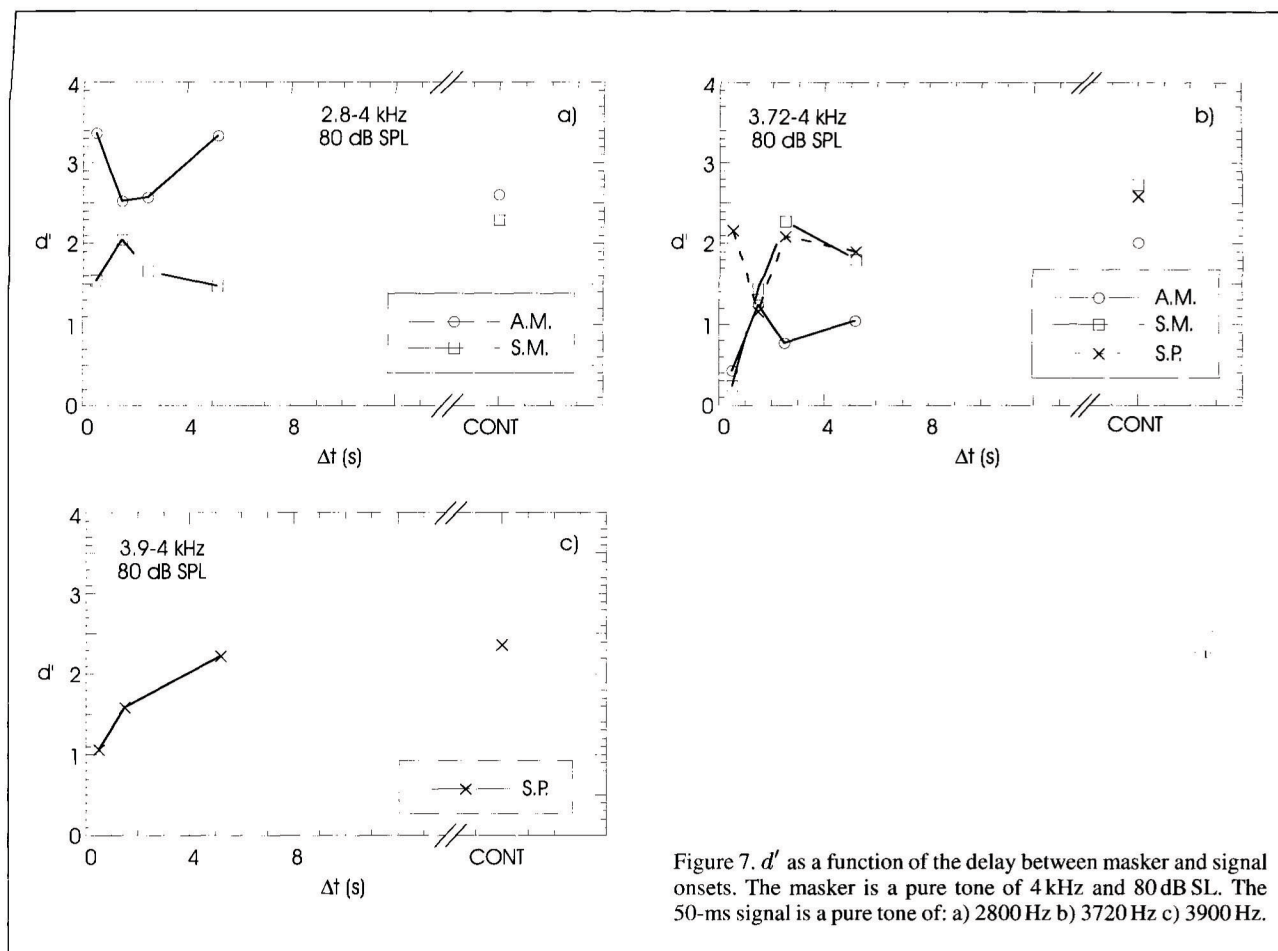 4
3
d'
2
1
0
2.8-4 kHz
80 dB SPL
a)
A.M.
S.M.
0 4 8 CONT
Δt (s)
4
3
d'
2
1
0
3.72-4 kHz
80 dB SPL
b)
A.M.
S.M.
S.P.
0 4 8 CONT
Δt (s)
4
3
d'
2
1
0
3.9-4 kHz
80 dB SPL
c)
S.P.
0 4 8 CONT
Δt (s)
Figure 7. d′ as a function of the delay between masker and signal
onsets. The masker is a pure tone of 4 kHz and 80 dB SL. The
50-ms signal is a pure tone of: a) 2800 Hz b) 3720 Hz c) 3900 Hz.